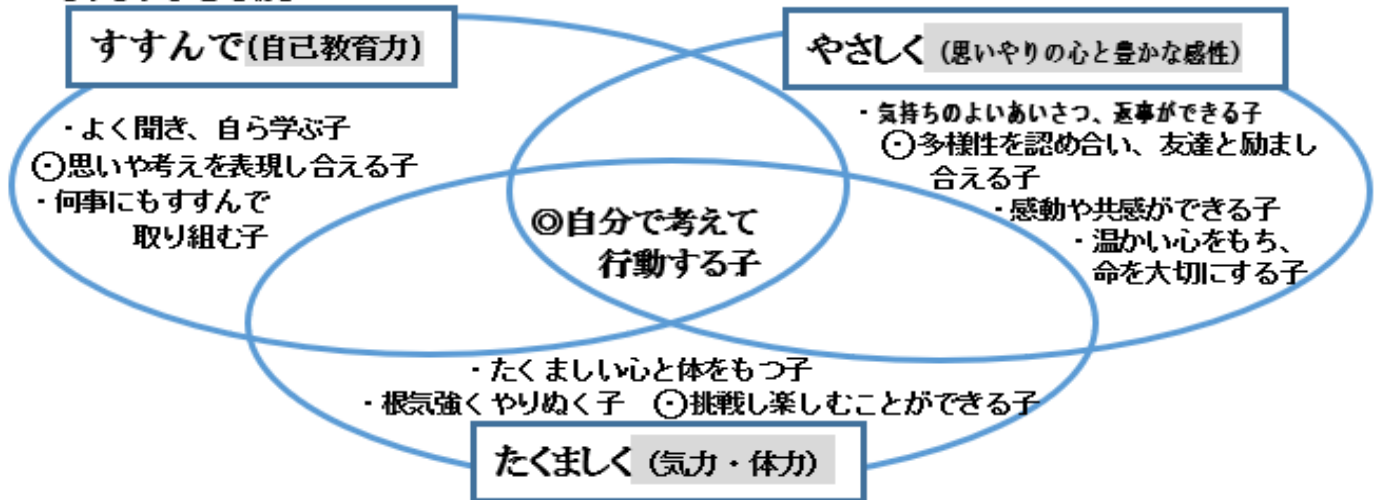 すすんで(自己教育力)
・よく聞き、自ら学ぶ子
⊙思いや考えを表現し合える子
・何事にもすすんで
取り組む子
やさしく(思いやりの心と豊かな感性)
・気持ちのよいあいさつ、返事ができる子
⊙多様性を認め合い、友達と励まし
合える子
・感動や共感ができる子
・温かい心をもち、
命を大切にする子
◎自分で考えて
行動する子
・たくましい心と体をもつ子
・根気強くやりぬく子 ⊙挑戦し楽しむことができる子
たくましく(気力・体力)